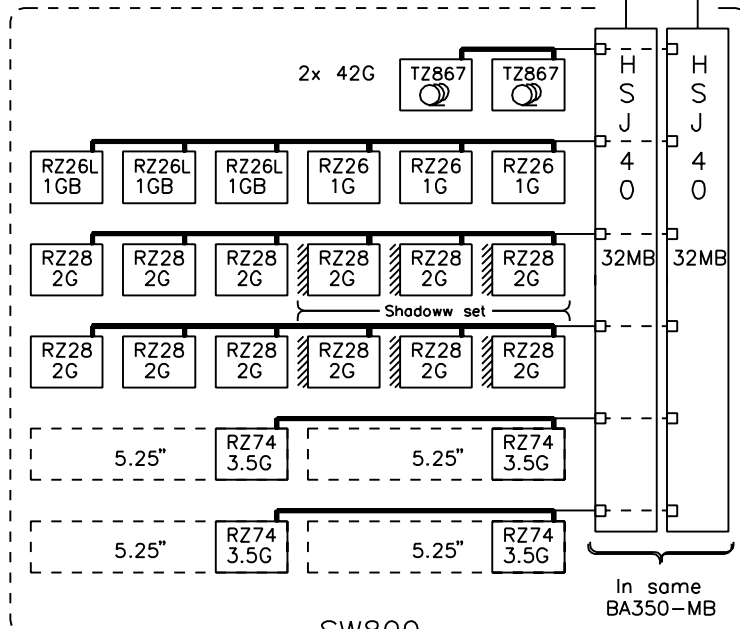 2x 42G
TZ867 TZ867
H H
S S
J J
4 4
0 0
RZ26L RZ26L RZ26L RZ26 RZ26 RZ26
1GB 1GB 1GB 1G 1G 1G
32MB 32MB
RZ28 RZ28 RZ28 RZ28 RZ28 RZ28
2G 2G 2G 2G 2G 2G
Shadoww set
RZ28 RZ28 RZ28 RZ28 RZ28 RZ28
2G 2G 2G 2G 2G 2G
5.25" RZ74 5.25" RZ74
3.5G 3.5G
5.25" RZ74 5.25" RZ74
3.5G 3.5G
In same
BA350-MB
SW800